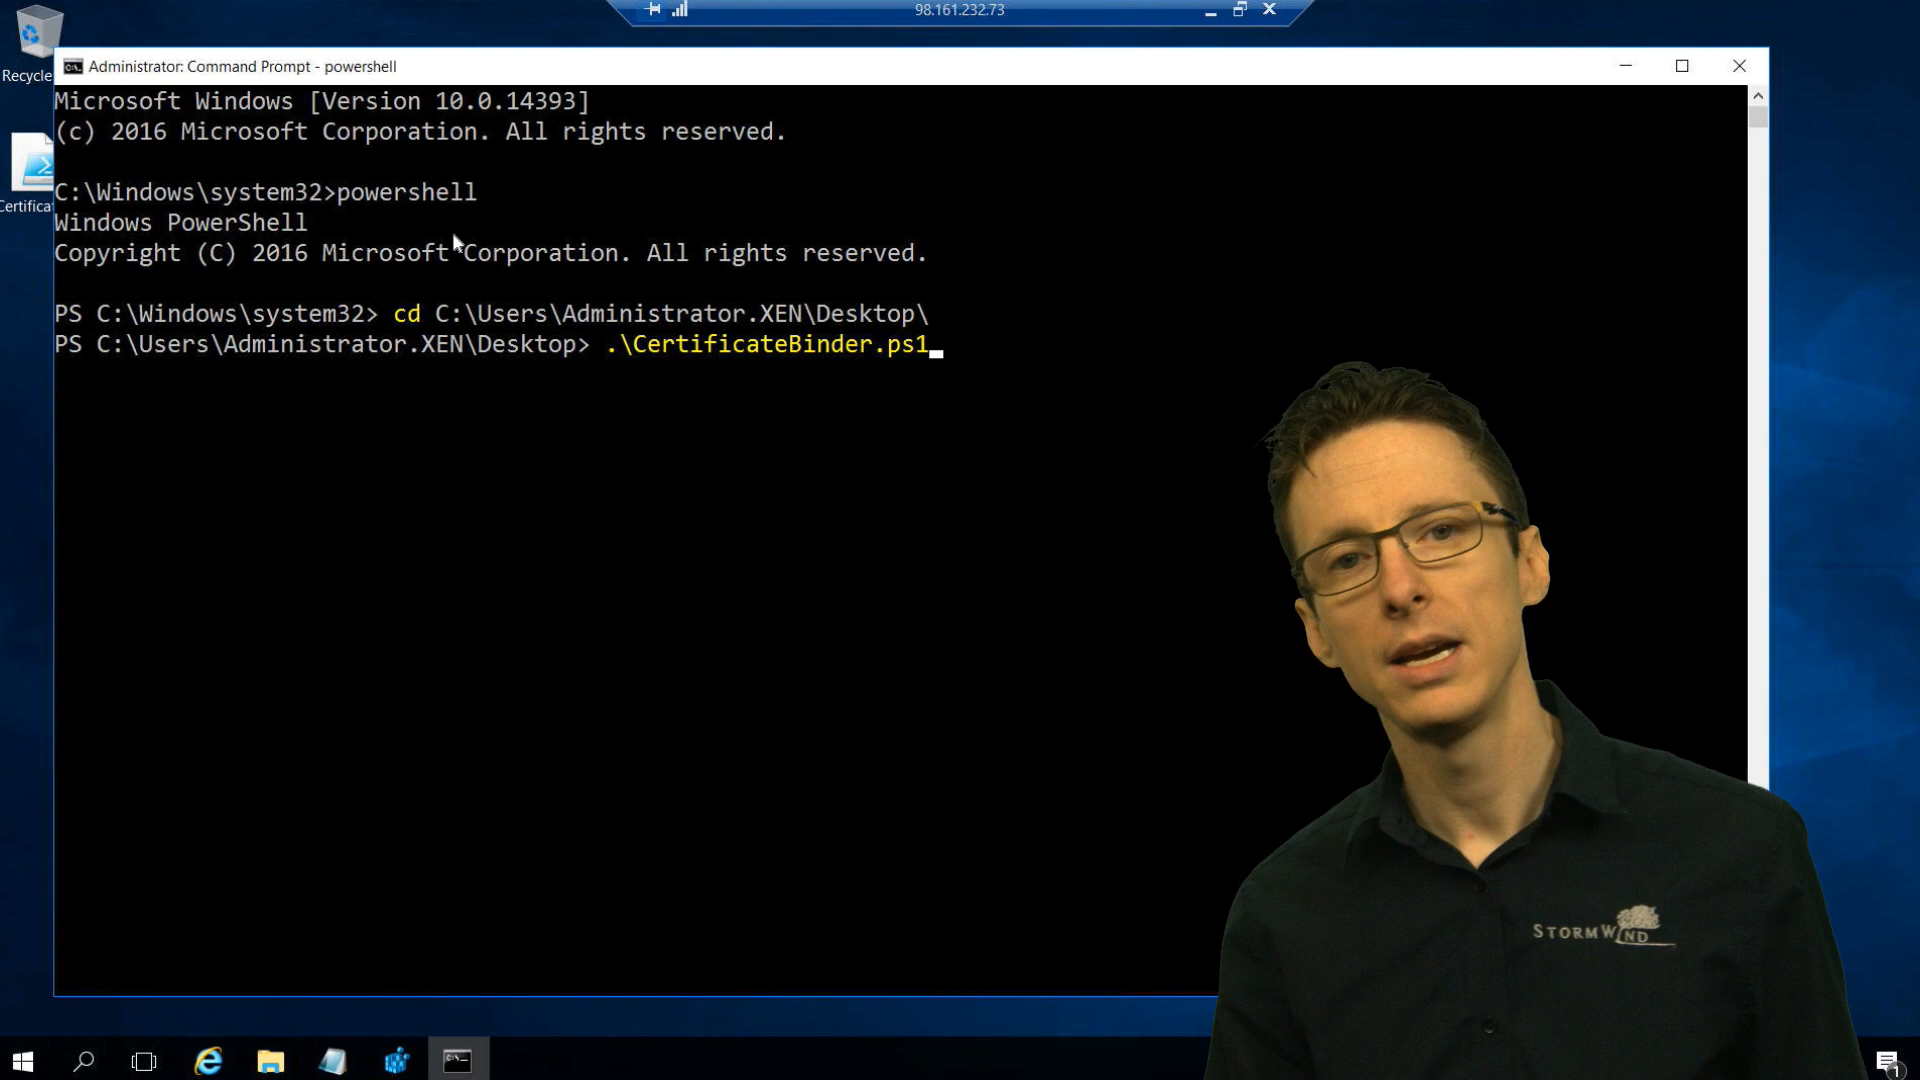 98.161.232.73
Recycle
Administrator: Command Prompt - powershell
Microsoft Windows [Version 10.0.14393]
(c) 2016 Microsoft Corporation. All rights reserved.
C:\Windows\system32>powershell
Windows PowerShell
Copyright (C) 2016 Microsoft Corporation. All rights reserved.
PS C:\Windows\system32> cd C:\Users\Administrator.XEN\Desktop\
PS C:\Users\Administrator.XEN\Desktop> .\CertificateBinder.ps1
Certifica
STORMWIND
1